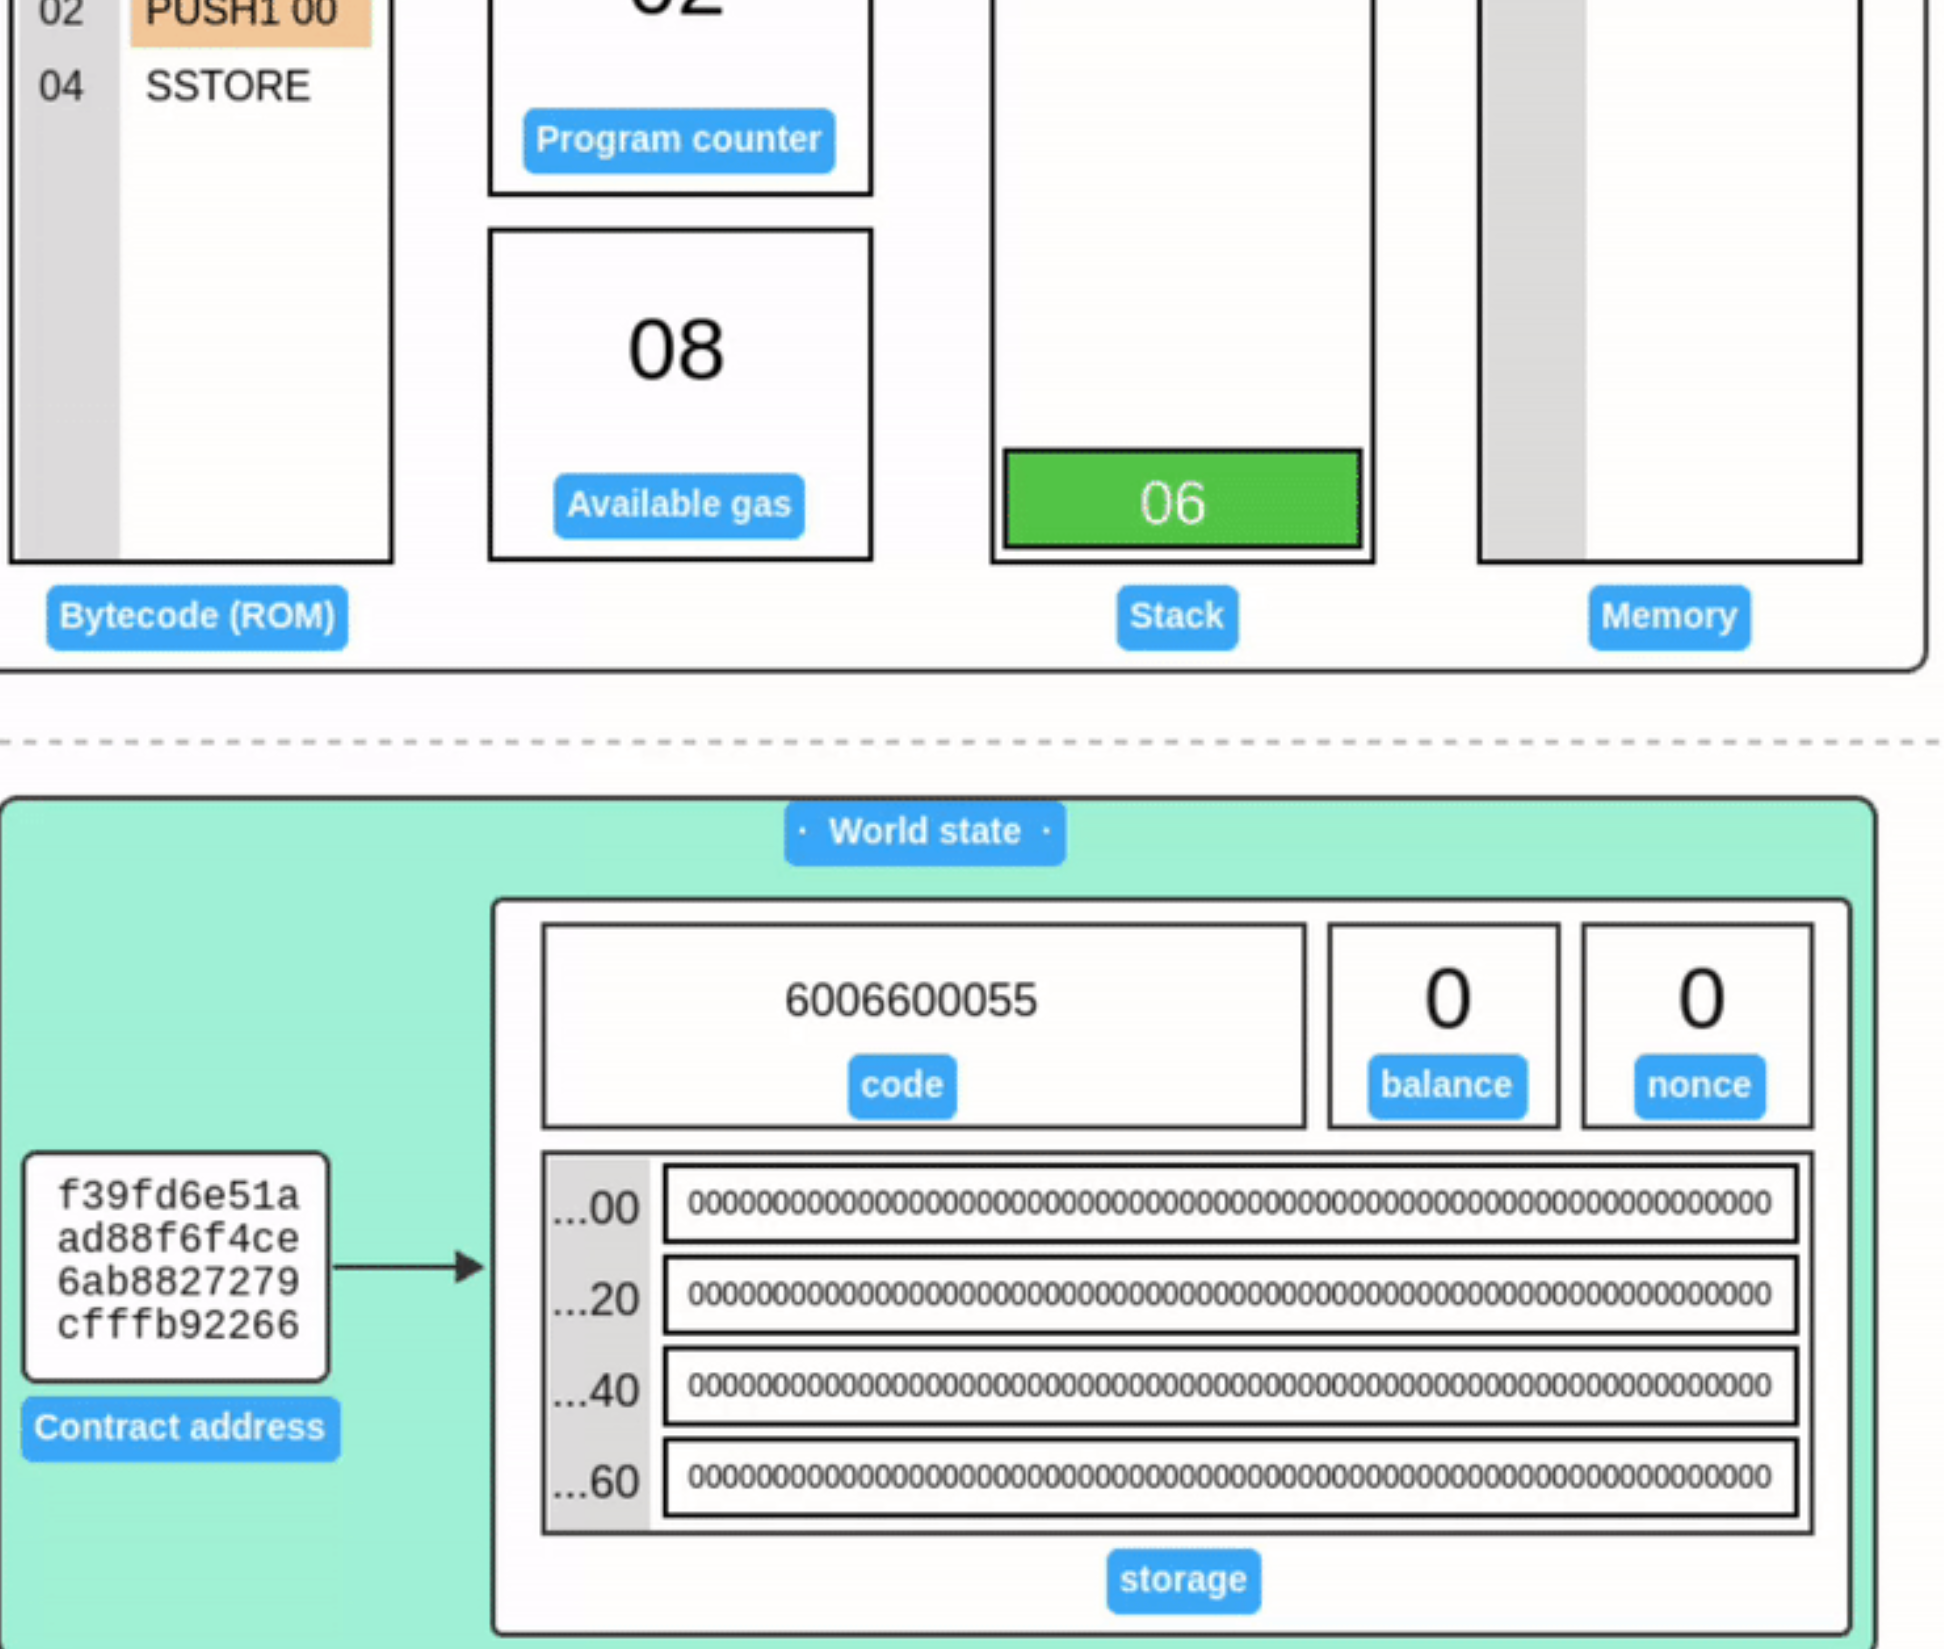 02 PUSH1 00
04 SSTORE
02
Program counter
08
Available gas
06
Bytecode (ROM)
Stack
Memory
· World state ·
6006600055
code
0
balance
0
nonce
f39fd6e51a
ad88f6f4ce
6ab8827279
cfffb92266
Contract address
...00 0000000000000000000000000000000000000000000000000000000000000000
...20 0000000000000000000000000000000000000000000000000000000000000000
...40 0000000000000000000000000000000000000000000000000000000000000000
...60 0000000000000000000000000000000000000000000000000000000000000000
storage